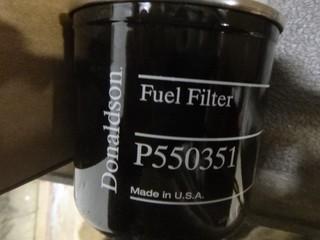 Donaldson.
Fuel Filter
P550351
Made in U.S.A.